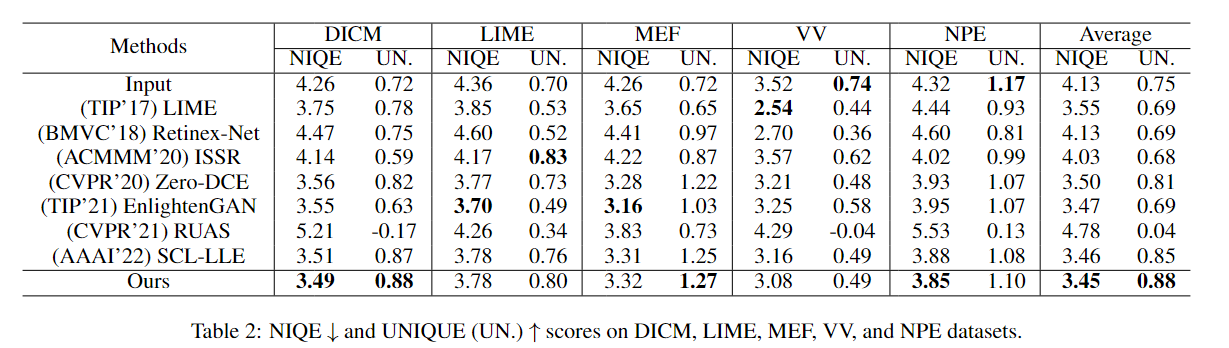 Methods DICM LIME MEF VV NPE Average
NIQE UN. NIQE UN. NIQE UN. NIQE UN. NIQE UN. NIQE UN.
Input 4.26 0.72 4.36 0.70 4.26 0.72 3.52 0.74 4.32 1.17 4.13 0.75
(TIP'17) LIME 3.75 0.78 3.85 0.53 3.65 0.65 2.54 0.44 4.44 0.93 3.55 0.69
(BMVC'18) Retinex-Net 4.47 0.75 4.60 0.52 4.41 0.97 2.70 0.36 4.60 0.81 4.13 0.69
(ACMMM'20) ISSR 4.14 0.59 4.17 0.83 4.22 0.87 3.57 0.62 4.02 0.99 4.03 0.68
(CVPR'20) Zero-DCE 3.56 0.82 3.77 0.73 3.28 1.22 3.21 0.48 3.93 1.07 3.50 0.81
(TIP'21) EnlightenGAN 3.55 0.63 3.70 0.49 3.16 1.03 3.25 0.58 3.95 1.07 3.47 0.69
(CVPR'21) RUAS 5.21 -0.17 4.26 0.34 3.83 0.73 4.29 -0.04 5.53 0.13 4.78 0.04
(AAAI'22) SCL-LLE 3.51 0.87 3.78 0.76 3.31 1.25 3.16 0.49 3.88 1.08 3.46 0.85
Ours 3.49 0.88 3.78 0.80 3.32 1.27 3.08 0.49 3.85 1.10 3.45 0.88
Table 2: NIQE ↓ and UNIQUE (UN.) ↑ scores on DICM, LIME, MEF, VV, and NPE datasets.